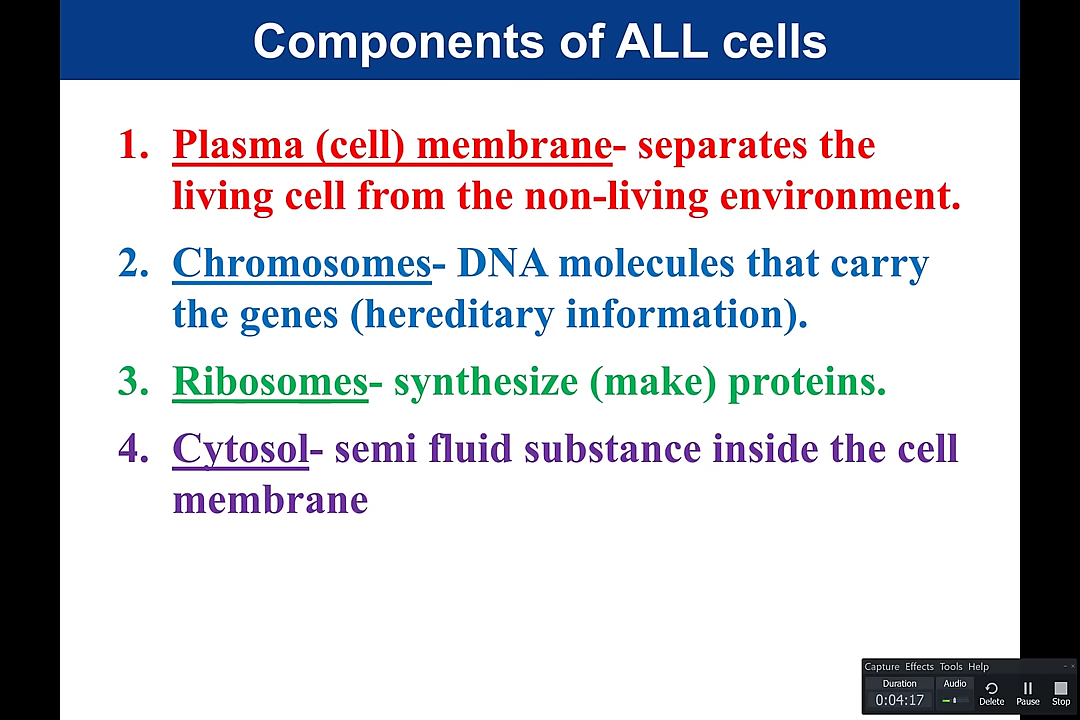 Components of ALL cells
1. Plasma (cell) membrane- separates the
living cell from the non-living environment.
2. Chromosomes- DNA molecules that carry
the genes (hereditary information).
3. Ribosomes- synthesize (make) proteins.
4. Cytosol- semi fluid substance inside the cell
membrane
Capture Effects Tools Help
Duration Audio
0:04:17 Delete Pause Stop